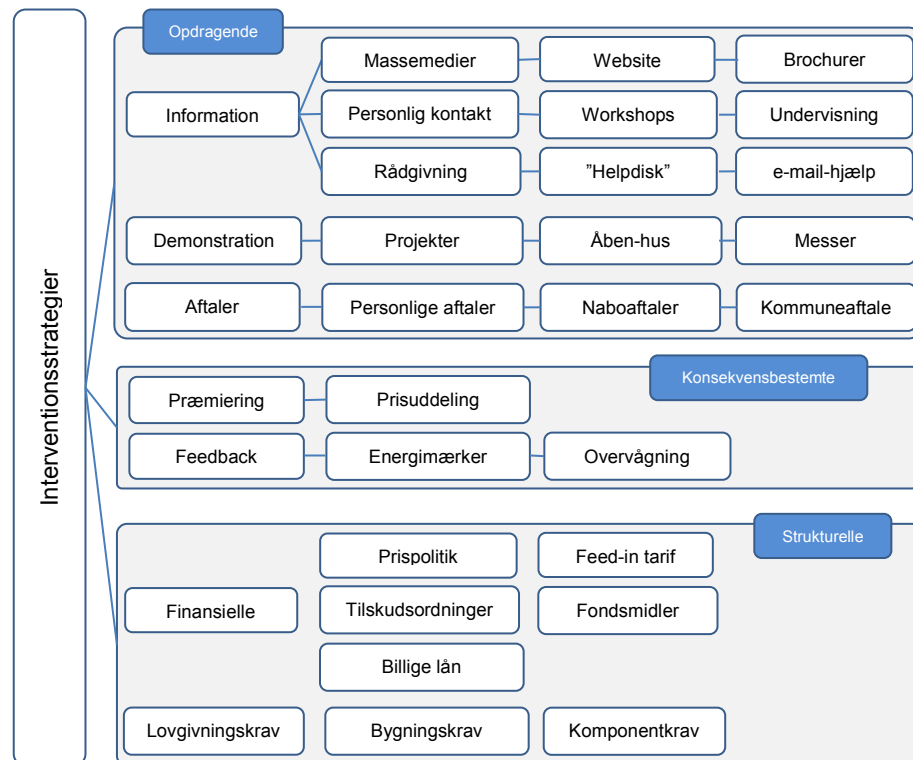 Interventionsstrategier
Opdragende
Massemedier
Website
Brochurer
Information
Personlig kontakt
Workshops
Undervisning
Rådgivning
”Helpdisk”
e-mail-hjælp
Demonstration
Projekter
Åben-hus
Messer
Aftaler
Personlige aftaler
Naboaftaler
Kommuneaftale
Konsekvensbestemte
Præmiering
Prisuddeling
Feedback
Energimærker
Overvågning
Strukturelle
Prispolitik
Feed-in tarif
Finansielle
Tilskudsordninger
Fondsmidler
Billige lån
Lovgivningskrav
Bygningskrav
Komponentkrav